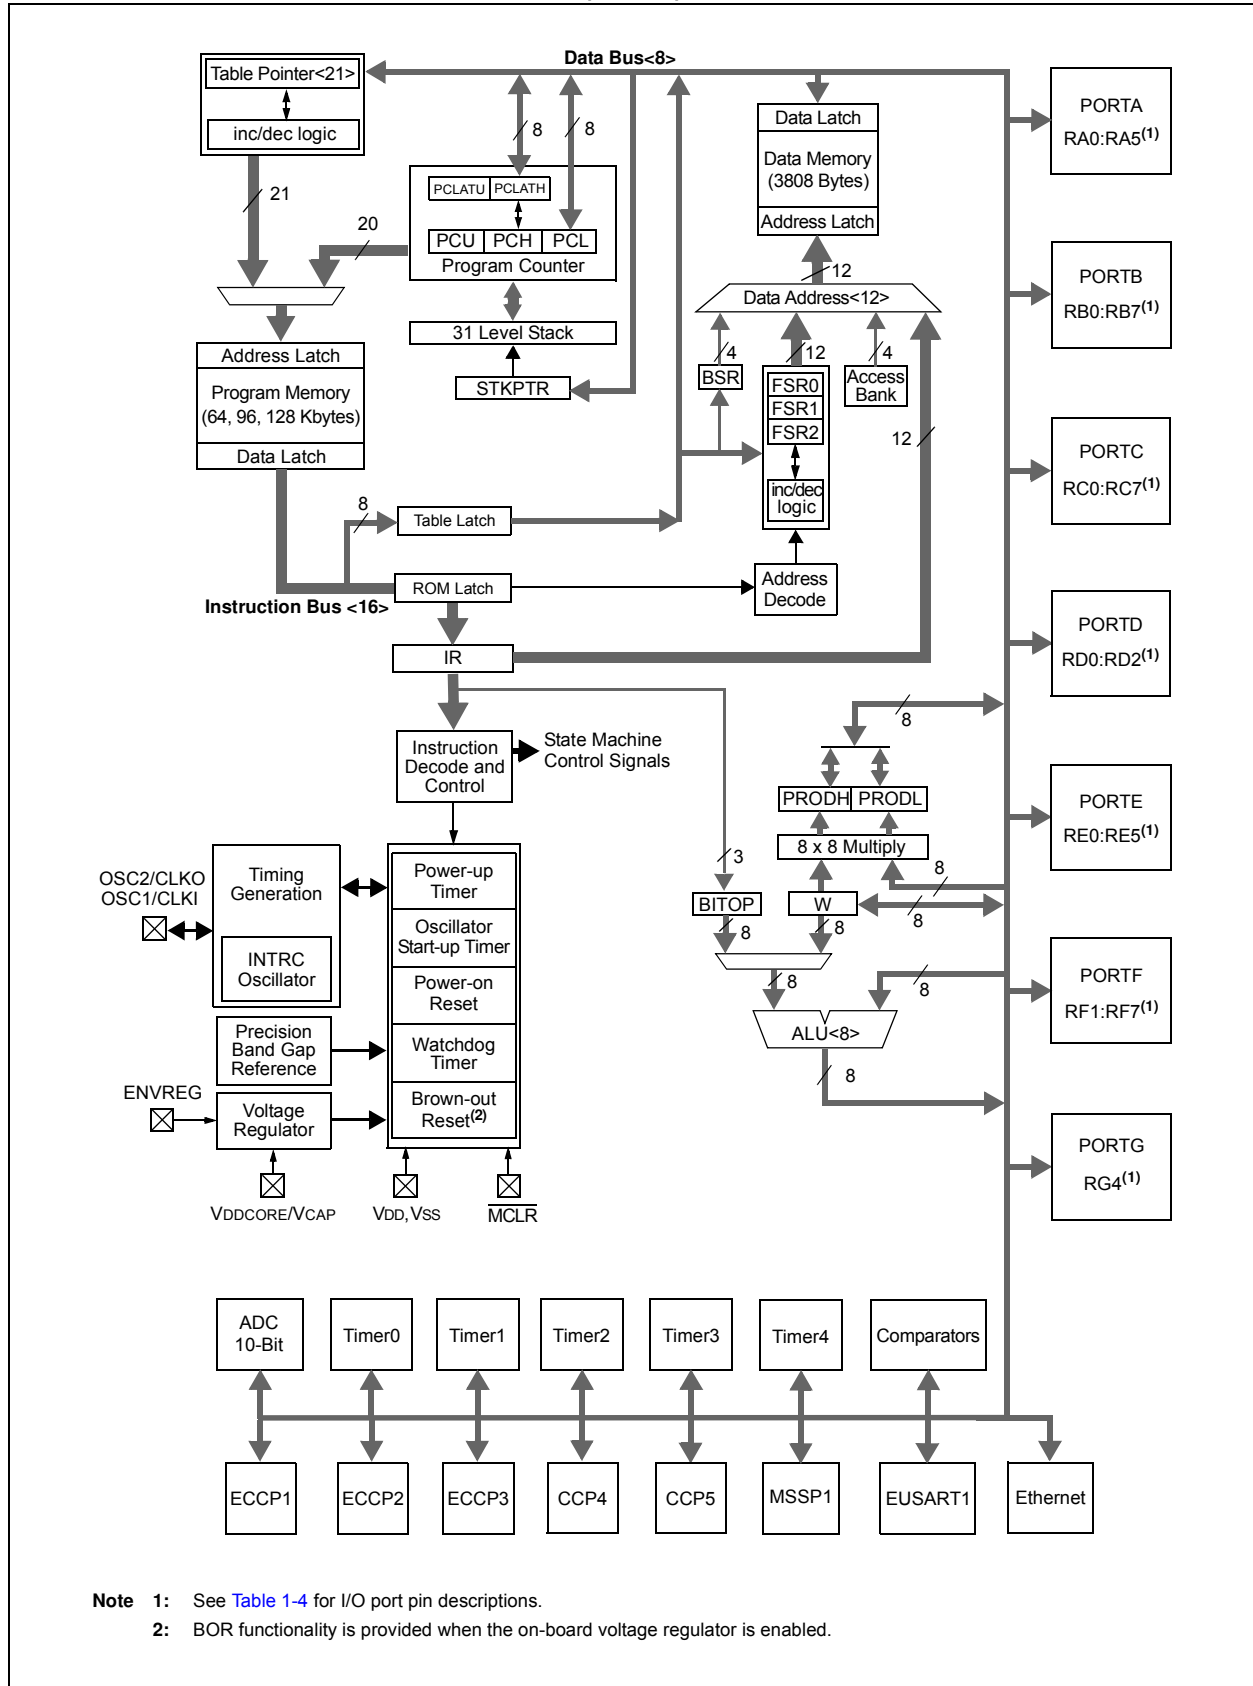 Data Bus<8>
Table Pointer<21>
inc/dec logic
21
20
8
8
PCLATU
PCLATH
PCU
PCH
PCL
Program Counter
31 Level Stack
STKPTR
Address Latch
Program Memory
(64, 96, 128 Kbytes)
Data Latch
8
Table Latch
ROM Latch
Instruction Bus <16>
IR
Data Latch
Data Memory
(3808 Bytes)
Address Latch
12
Data Address<12>
4
12
4
BSR
FSR0
FSR1
FSR2
inc/dec
logic
Access
Bank
12
Address
Decode
Instruction
Decode and
Control
State Machine
Control Signals
8
PRODH
PRODL
8 x 8 Multiply
3
8
BITOP
W
8
8
8
8
8
ALU<8>
8
OSC2/CLKO
OSC1/CLKI
Timing
Generation
INTRC
Oscillator
Power-up
Timer
Oscillator
Start-up Timer
Power-on
Reset
Watchdog
Timer
Brown-out
Reset(2)
Precision
Band Gap
Reference
ENVREG
Voltage
Regulator
VDDCORE/VCAP
VDD,VSS
MCLR
PORTA
RA0:RA5(1)
PORTB
RB0:RB7(1)
PORTC
RC0:RC7(1)
PORTD
RD0:RD2(1)
PORTE
RE0:RE5(1)
PORTF
RF1:RF7(1)
PORTG
RG4(1)
ADC
10-Bit
Timer0
Timer1
Timer2
Timer3
Timer4
Comparators
ECCP1
ECCP2
ECCP3
CCP4
CCP5
MSSP1
EUSART1
Ethernet
Note 1: See Table 1-4 for I/O port pin descriptions.
2: BOR functionality is provided when the on-board voltage regulator is enabled.